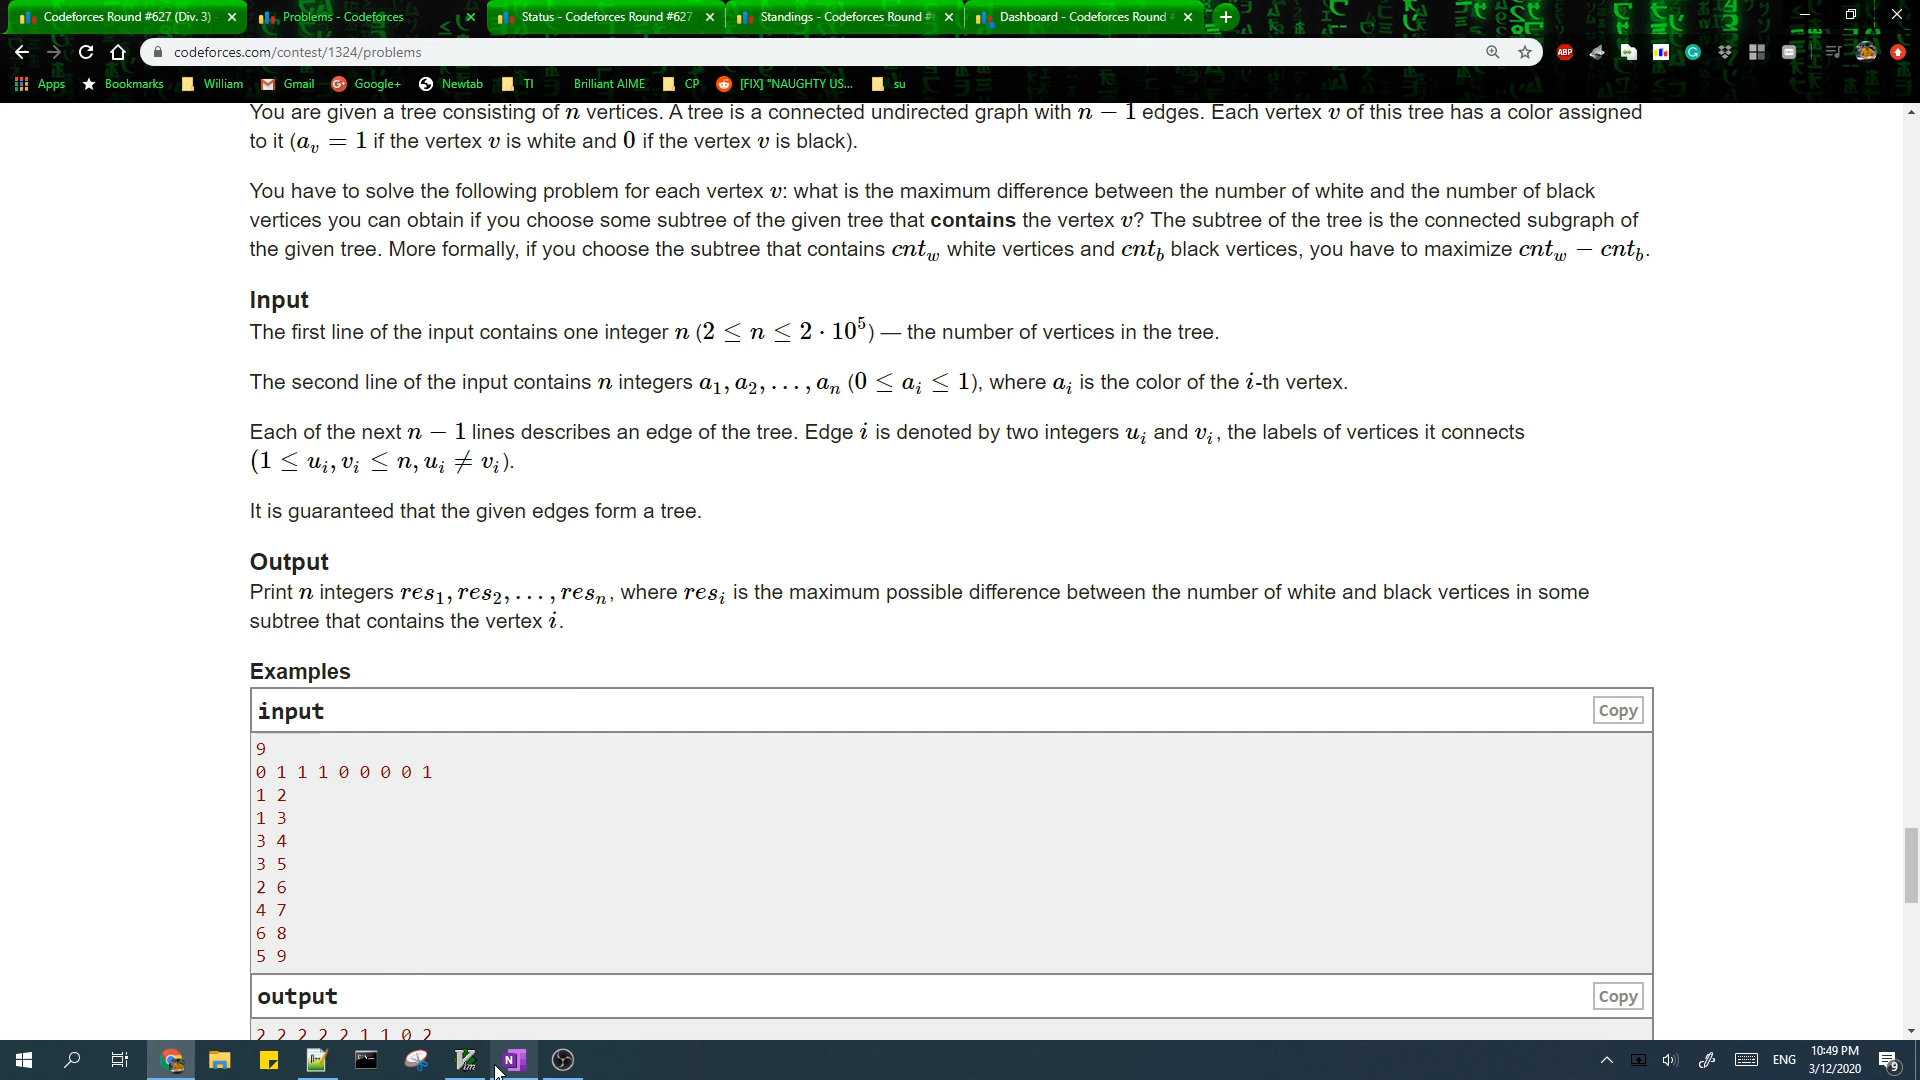 Codeforces Round #627 (Div. 3)
Problems - Codeforces
Status - Codeforces Round #627
Standings - Codeforces Round #
Dashboard - Codeforces Round
codeforces.com/contest/1324/problems
ABP
Apps Bookmarks William Gmail Google+ Newtab TI Brilliant AIME CP [FIX] "NAUGHTY US... su
You are given a tree consisting of n vertices. A tree is a connected undirected graph with n − 1 edges. Each vertex v of this tree has a color assigned
to it (a_v = 1 if the vertex v is white and 0 if the vertex v is black).
You have to solve the following problem for each vertex v: what is the maximum difference between the number of white and the number of black
vertices you can obtain if you choose some subtree of the given tree that contains the vertex v? The subtree of the tree is the connected subgraph of
the given tree. More formally, if you choose the subtree that contains cnt_w white vertices and cnt_b black vertices, you have to maximize cnt_w − cnt_b.
Input
The first line of the input contains one integer n (2 ≤ n ≤ 2 · 10^5) — the number of vertices in the tree.
The second line of the input contains n integers a_1, a_2, . . . , a_n (0 ≤ a_i ≤ 1), where a_i is the color of the i-th vertex.
Each of the next n − 1 lines describes an edge of the tree. Edge i is denoted by two integers u_i and v_i, the labels of vertices it connects
(1 ≤ u_i, v_i ≤ n, u_i ≠ v_i).
It is guaranteed that the given edges form a tree.
Output
Print n integers res_1, res_2, . . . , res_n, where res_i is the maximum possible difference between the number of white and black vertices in some
subtree that contains the vertex i.
Examples
input Copy
9
0 1 1 1 0 0 0 0 1
1 2
1 3
3 4
3 5
2 6
4 7
6 8
5 9
output Copy
2 2 2 2 2 1 1 0 2
ENG
10:49 PM
3/12/2020
9